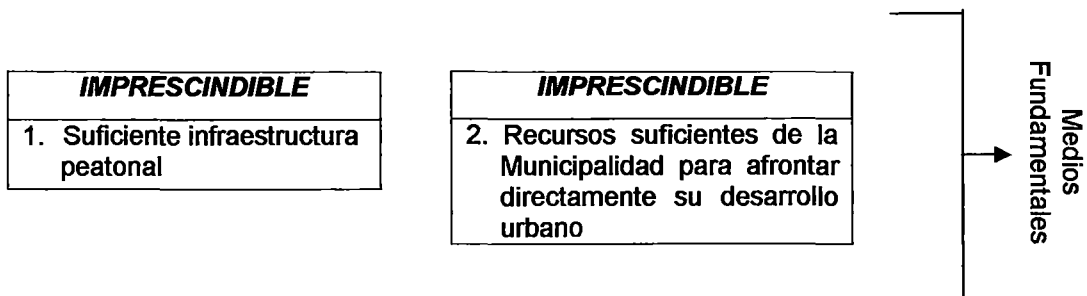 IMPRESCINDIBLE
1. Suficiente infraestructura
peatonal
IMPRESCINDIBLE
2. Recursos suficientes de la
Municipalidad para afrontar
directamente su desarrollo
urbano
Medios
Fundamentales